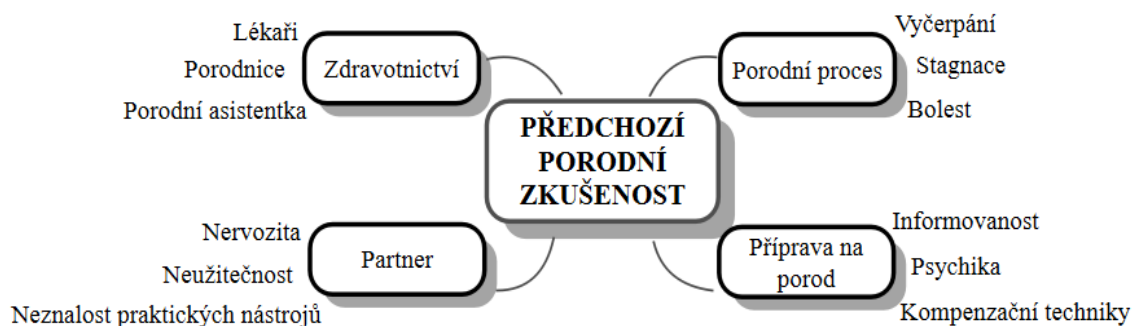 Lékaři
Porodnice
Porodní asistentka
Zdravotnictví
Vyčerpání
Stagnace
Bolest
Porodní proces
PŘEDCHOZÍ
PORODNÍ
ZKUŠENOST
Nervozita
Neužitečnost
Neznalost praktických nástrojů
Partner
Informovanost
Psychika
Kompenzační techniky
Příprava na
porod